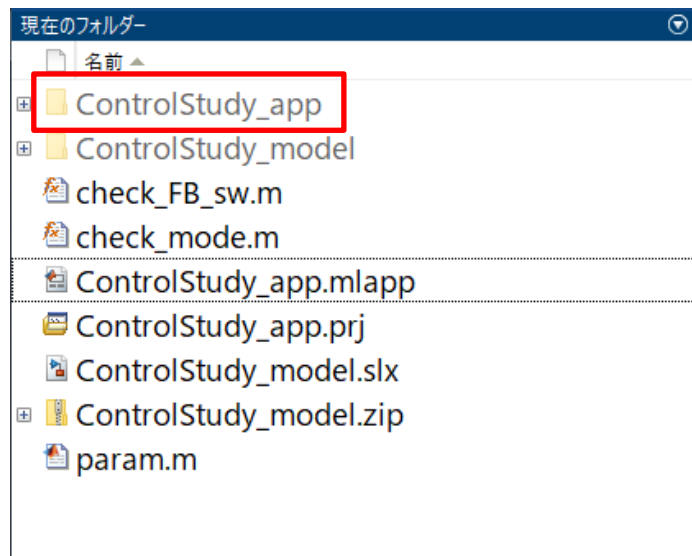 現在のフォルダー
名前
ControlStudy_app
ControlStudy_model
check_FB_sw.m
check_mode.m
ControlStudy_app.mlapp
ControlStudy_app.prj
ControlStudy_model.slx
ControlStudy_model.zip
param.m